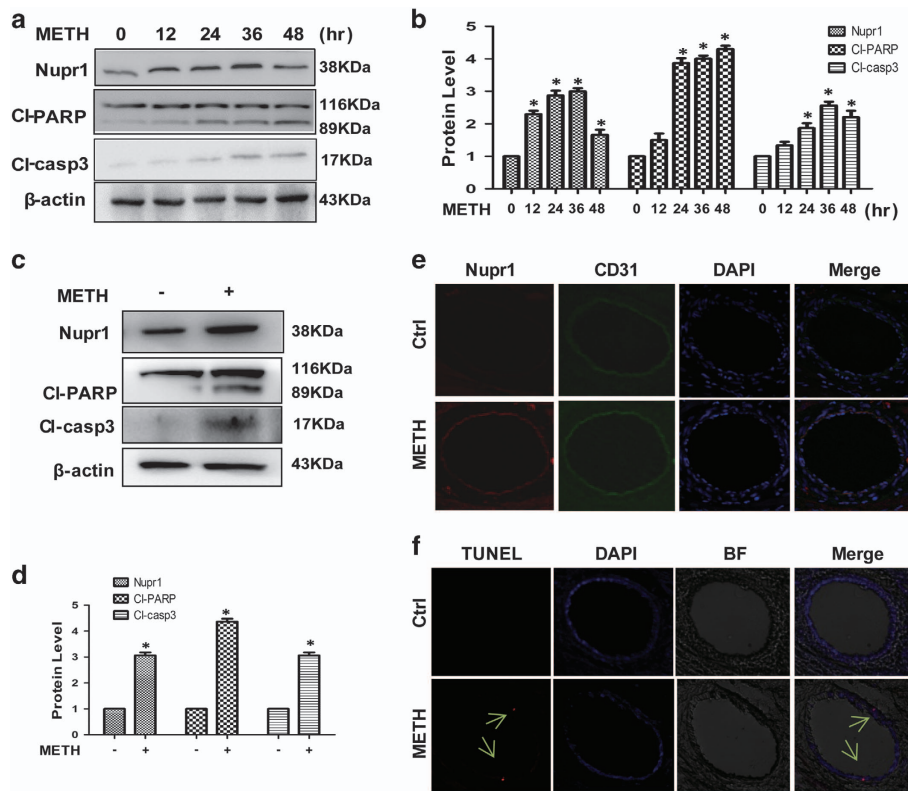 a
METH 0 12 24 36 48 (hr)
Nupr1 38KDa
Cl-PARP 116KDa
89KDa
Cl-casp3 17KDa
β-actin 43KDa
b
Nupr1
Cl-PARP
Cl-casp3
Protein Level
5
4
3
2
1
0
* * * * * * * * * *
METH 0 12 24 36 48 0 12 24 36 48 0 12 24 36 48 (hr)
c
METH - +
Nupr1 38KDa
116KDa
Cl-PARP 89KDa
Cl-casp3 17KDa
β-actin 43KDa
d
Nupr1
Cl-PARP
Cl-casp3
Protein Level
5
4
3
2
1
0
* * *
METH - + - + - +
e
Nupr1 CD31 DAPI Merge
Ctrl
METH
f
TUNEL DAPI BF Merge
Ctrl
METH